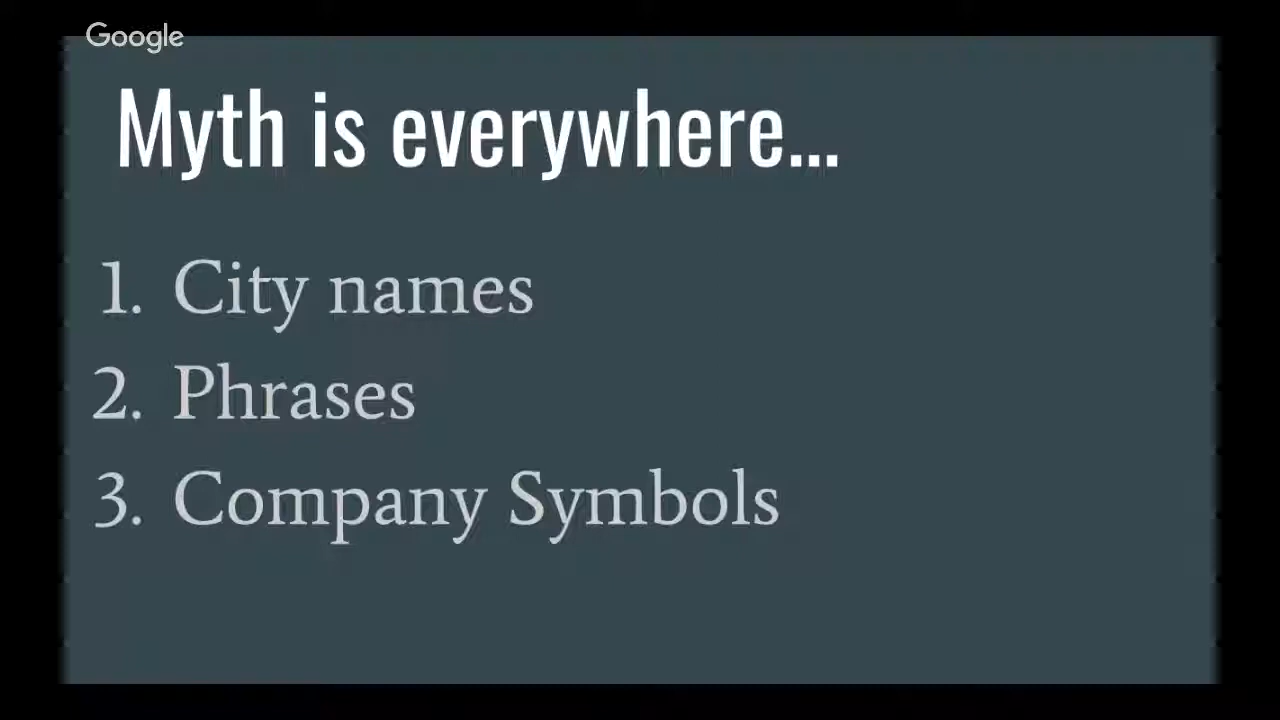 Google
Myth is everywhere...
1. City names
2. Phrases
3. Company Symbols